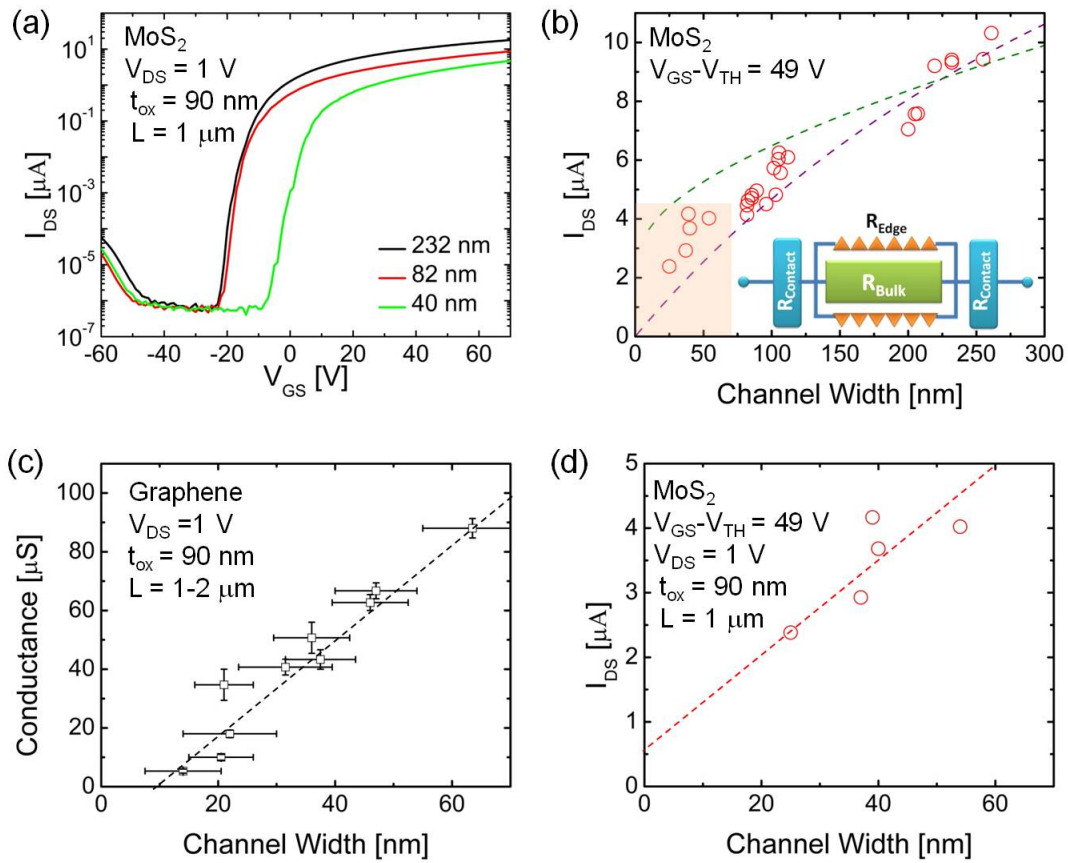 (a)
MoS2
VDS = 1 V
tox = 90 nm
L = 1 μm
IDS [μA]
10^1
10^-1
10^-3
10^-5
10^-7
232 nm
82 nm
40 nm
-60 -40 -20 0 20 40 60
VGS [V]
(b)
MoS2
VGS-VTH = 49 V
IDS [μA]
10
8
6
4
2
0
REdge
RContact
RBulk
RContact
0 50 100 150 200 250 300
Channel Width [nm]
(c)
Graphene
VDS =1 V
tox = 90 nm
L = 1-2 μm
Conductance [μS]
100
80
60
40
20
0
0 20 40 60
Channel Width [nm]
(d)
MoS2
VGS-VTH = 49 V
VDS = 1 V
tox = 90 nm
L = 1 μm
IDS [μA]
5
4
3
2
1
0
0 20 40 60
Channel Width [nm]